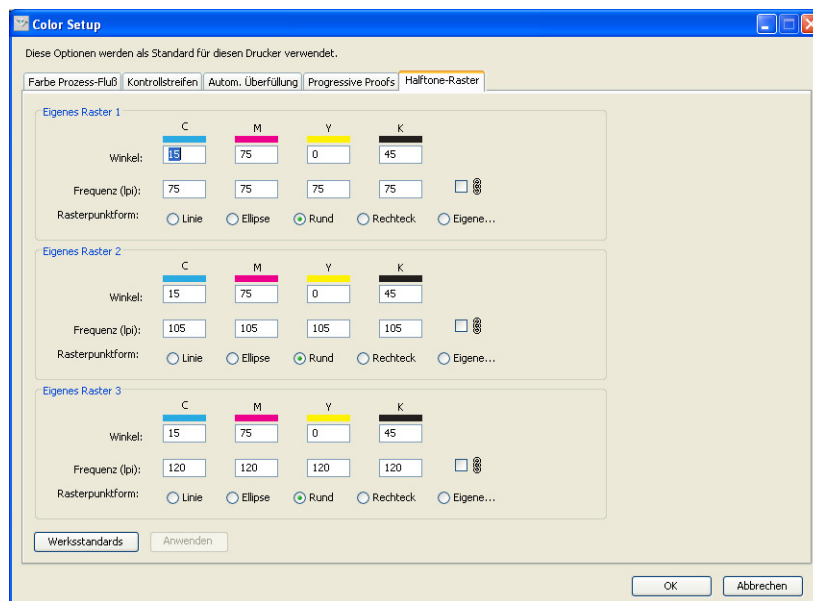 Color Setup
Diese Optionen werden als Standard für diesen Drucker verwendet.
Farbe Prozess-Fluß Kontrollstreifen Autom. Überfüllung Progressive Proofs Halftone-Raster
Eigenes Raster 1
C M Y K
Winkel: 15 75 0 45
Frequenz (lpi): 75 75 75 75
Rasterpunktform: Linie Ellipse Rund Rechteck Eigene...
Eigenes Raster 2
C M Y K
Winkel: 15 75 0 45
Frequenz (lpi): 105 105 105 105
Rasterpunktform: Linie Ellipse Rund Rechteck Eigene...
Eigenes Raster 3
C M Y K
Winkel: 15 75 0 45
Frequenz (lpi): 120 120 120 120
Rasterpunktform: Linie Ellipse Rund Rechteck Eigene...
Werksstandards Anwenden
OK Abbrechen